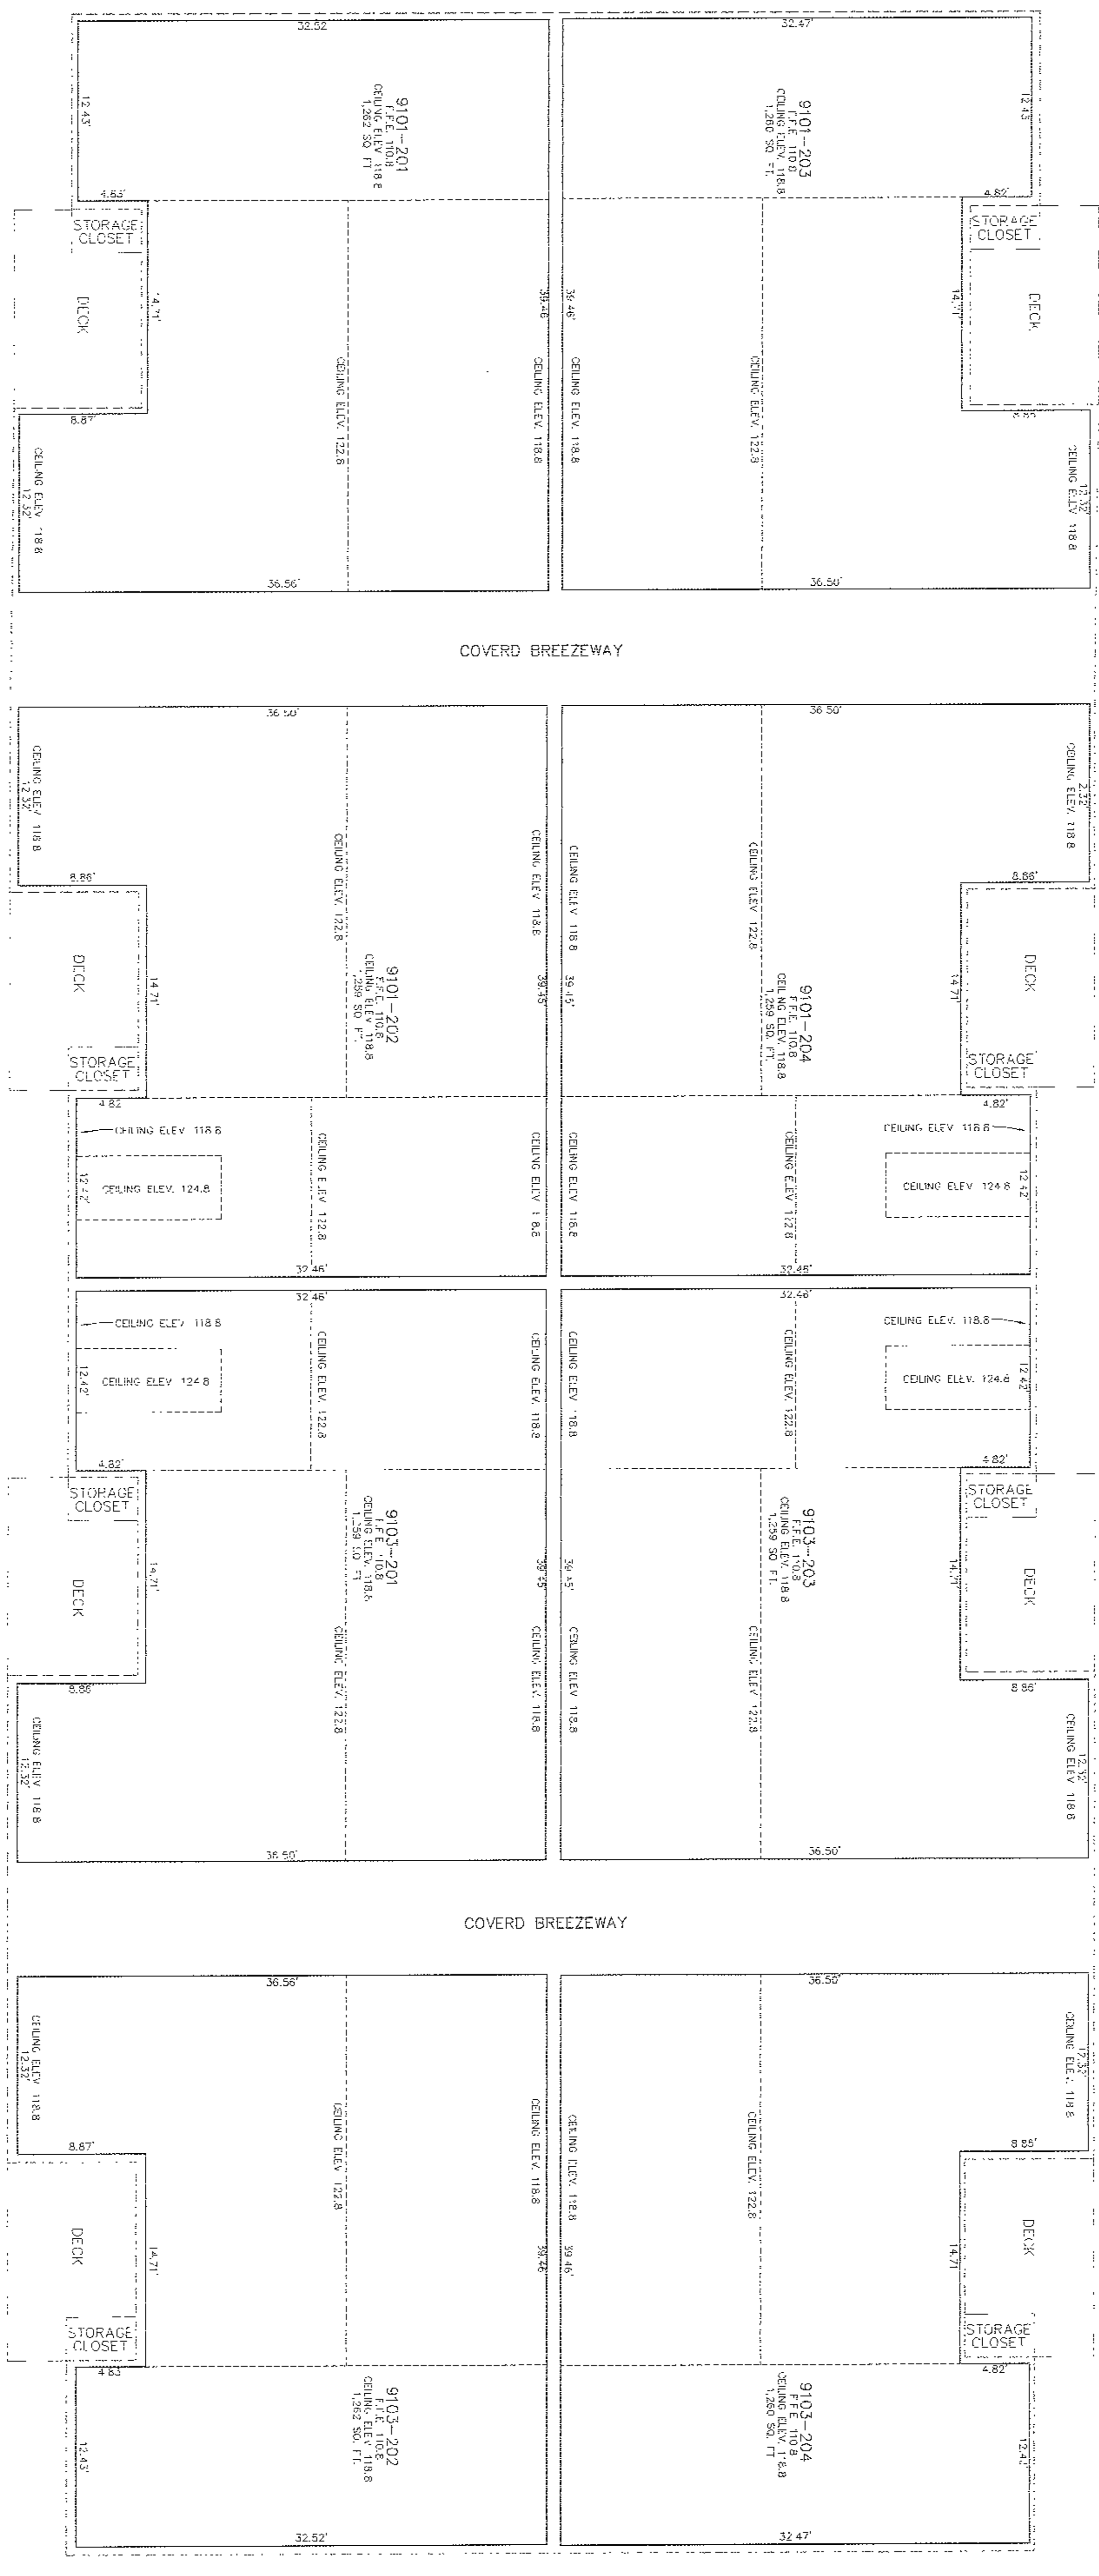 32.52'
32.47'
12.43'
9101-201
F.F.E. 110.8
CEILING ELEV. 118.8
1,262 SQ. FT.
9101-203
F.F.E. 110.8
CEILING ELEV. 118.8
1,260 SQ. FT.
12.43'
4.83'
4.82'
STORAGE
CLOSET
STORAGE
CLOSET
DECK
14.71'
39.46'
39.46'
14.71'
DECK
CEILING ELEV. 122.8
CEILING ELEV. 118.8
CEILING ELEV. 118.8
CEILING ELEV. 122.8
8.87'
CEILING ELEV. 118.8
12.32'
12.32'
CEILING ELEV. 118.8
36.56'
36.50'
COVERD BREEZEWAY
36.50'
36.50'
CEILING ELEV. 118.8
12.32'
CEILING ELEV. 122.8
CEILING ELEV. 118.8
CEILING ELEV. 118.8
CEILING ELEV. 122.8
CEILING ELEV. 118.8
8.86'
8.86'
DECK
14.71'
9101-202
F.F.E. 110.8
CEILING ELEV. 118.8
1,259 SQ. FT.
39.45'
39.45'
9101-204
F.F.E. 110.8
CEILING ELEV. 118.8
1,259 SQ. FT.
14.71'
DECK
STORAGE
CLOSET
STORAGE
CLOSET
4.82'
4.82'
CEILING ELEV. 118.8
CEILING ELEV. 118.8
12.42'
CEILING ELEV. 124.8
CEILING ELEV. 122.8
CEILING ELEV. 118.8
CEILING ELEV. 118.8
CEILING ELEV. 122.8
CEILING ELEV. 124.8
12.42'
32.46'
32.46'
32.46'
32.46'
CEILING ELEV. 118.8
CEILING ELEV. 118.8
12.42'
CEILING ELEV. 124.8
CEILING ELEV. 122.8
CEILING ELEV. 118.8
CEILING ELEV. 118.8
CEILING ELEV. 122.8
CEILING ELEV. 124.8
12.42'
4.82'
4.82'
STORAGE
CLOSET
STORAGE
CLOSET
DECK
14.71'
9103-201
F.F.E. 110.8
CEILING ELEV. 118.8
1,259 SQ. FT.
39.45'
39.45'
9103-203
F.F.E. 110.8
CEILING ELEV. 118.8
1,259 SQ. FT.
14.71'
DECK
CEILING ELEV. 122.8
CEILING ELEV. 118.8
CEILING ELEV. 118.8
CEILING ELEV. 122.8
8.86'
8.86'
CEILING ELEV. 118.8
12.32'
12.32'
CEILING ELEV. 118.8
36.50'
36.50'
COVERD BREEZEWAY
36.56'
36.50'
CEILING ELEV. 118.8
12.32'
CEILING ELEV. 122.8
CEILING ELEV. 118.8
CEILING ELEV. 118.8
CEILING ELEV. 122.8
12.32'
CEILING ELEV. 118.8
8.87'
DECK
14.71'
39.46'
39.46'
14.71'
DECK
STORAGE
CLOSET
STORAGE
CLOSET
4.83'
4.82'
12.43'
9103-202
F.F.E. 110.8
CEILING ELEV. 118.8
1,262 SQ. FT.
9103-204
F.F.E. 110.8
CEILING ELEV. 118.8
1,260 SQ. FT.
32.52'
32.47'